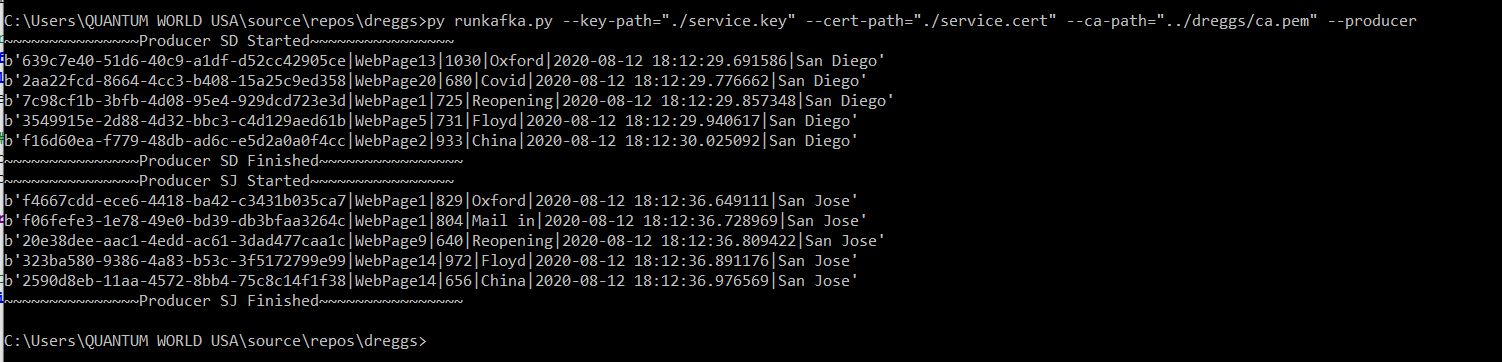 C:\Users\QUANTUM WORLD USA\source\repos\dreggs>py runkafka.py --key-path="./service.key" --cert-path="./service.cert" --ca-path="../dreggs/ca.pem" --producer
~~~~~~~~~~~~~~~Producer SD Started~~~~~~~~~~~~~~~~
b'639c7e40-51d6-40c9-a1df-d52cc42905ce|WebPage13|1030|Oxford|2020-08-12 18:12:29.691586|San Diego'
b'2aa22fcd-8664-4cc3-b408-15a25c9ed358|WebPage20|680|Covid|2020-08-12 18:12:29.776662|San Diego'
b'7c98cf1b-3bfb-4d08-95e4-929dcd723e3d|WebPage1|725|Reopening|2020-08-12 18:12:29.857348|San Diego'
b'3549915e-2d88-4d32-bbc3-c4d129aed61b|WebPage5|731|Floyd|2020-08-12 18:12:29.940617|San Diego'
b'f16d60ea-f779-48db-ad6c-e5d2a0a0f4cc|WebPage2|933|China|2020-08-12 18:12:30.025092|San Diego'
~~~~~~~~~~~~~~~Producer SD Finished~~~~~~~~~~~~~~~~
~~~~~~~~~~~~~~~Producer SJ Started~~~~~~~~~~~~~~~~
b'f4667cdd-ece6-4418-ba42-c3431b035ca7|WebPage1|829|Oxford|2020-08-12 18:12:36.649111|San Jose'
b'f06fefe3-1e78-49e0-bd39-db3bfaa3264c|WebPage1|804|Mail in|2020-08-12 18:12:36.728969|San Jose'
b'20e38dee-aac1-4edd-ac61-3dad477caa1c|WebPage9|640|Reopening|2020-08-12 18:12:36.809422|San Jose'
b'323ba580-9386-4a83-b53c-3f5172799e99|WebPage14|972|Floyd|2020-08-12 18:12:36.891176|San Jose'
b'2590d8eb-11aa-4572-8bb4-75c8c14f1f38|WebPage14|656|China|2020-08-12 18:12:36.976569|San Jose'
~~~~~~~~~~~~~~~Producer SJ Finished~~~~~~~~~~~~~~~~
C:\Users\QUANTUM WORLD USA\source\repos\dreggs>